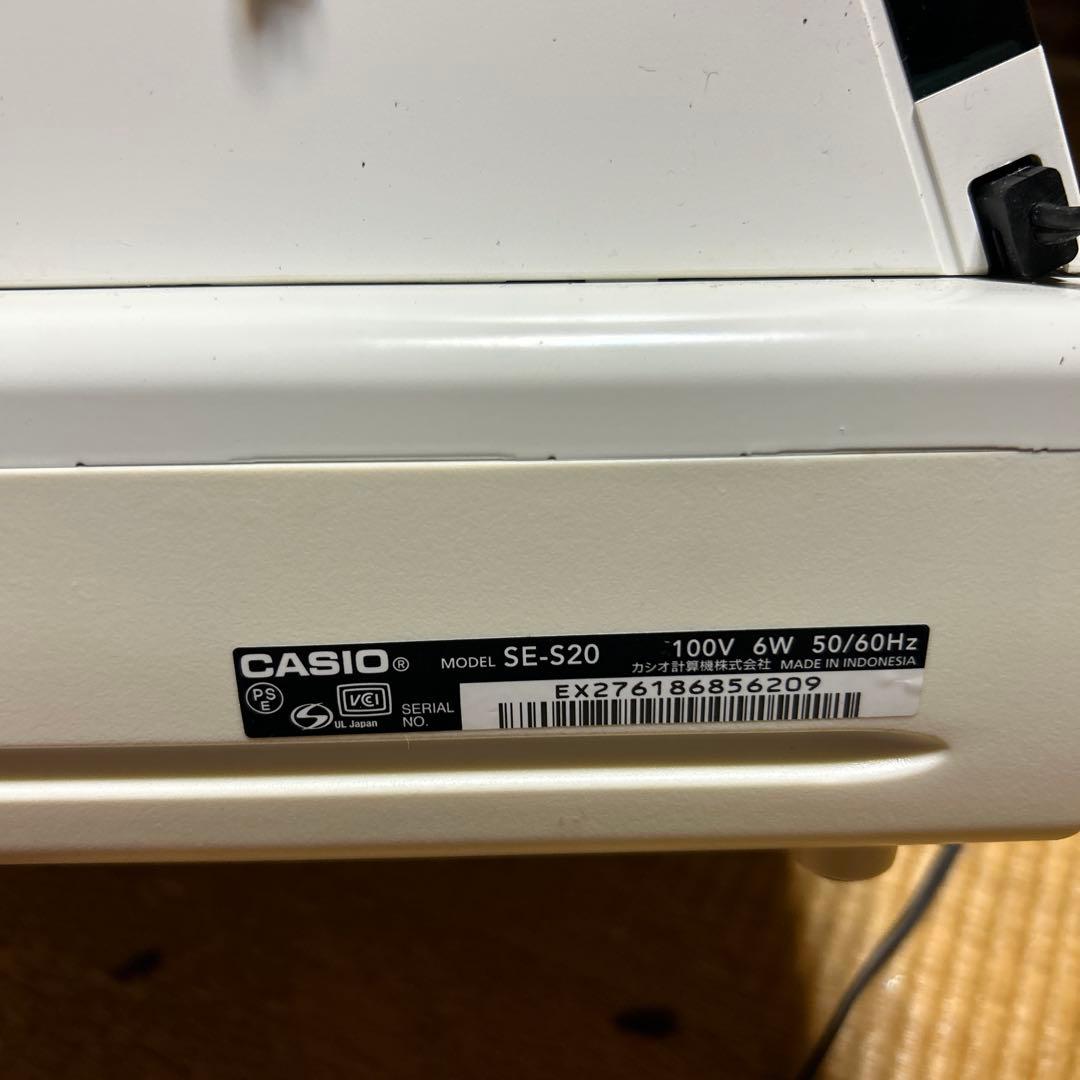 CASIO® MODEL SE-S20 100V 6W 50/60Hz
カシオ計算機株式会社 MADE IN INDONESIA
PS E VCCI UL Japan SERIAL NO. EX276186856209